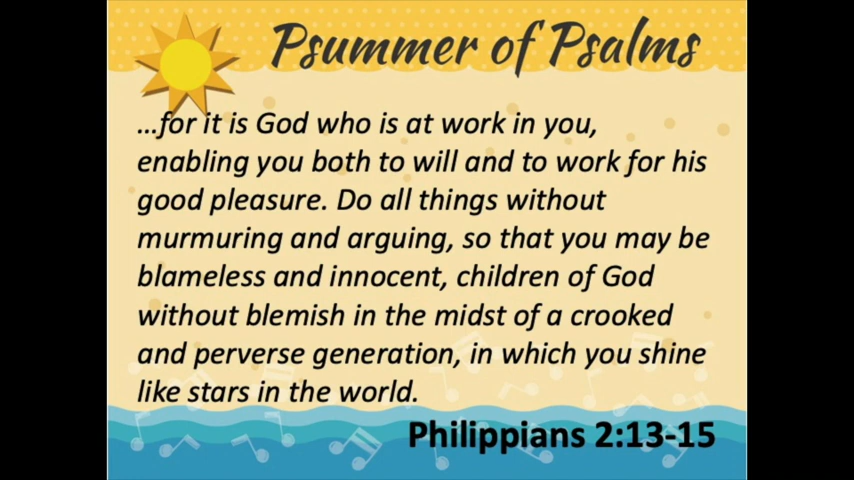 Psummer of Psalms
...for it is God who is at work in you,
enabling you both to will and to work for his
good pleasure. Do all things without
murmuring and arguing, so that you may be
blameless and innocent, children of God
without blemish in the midst of a crooked
and perverse generation, in which you shine
like stars in the world.
Philippians 2:13-15